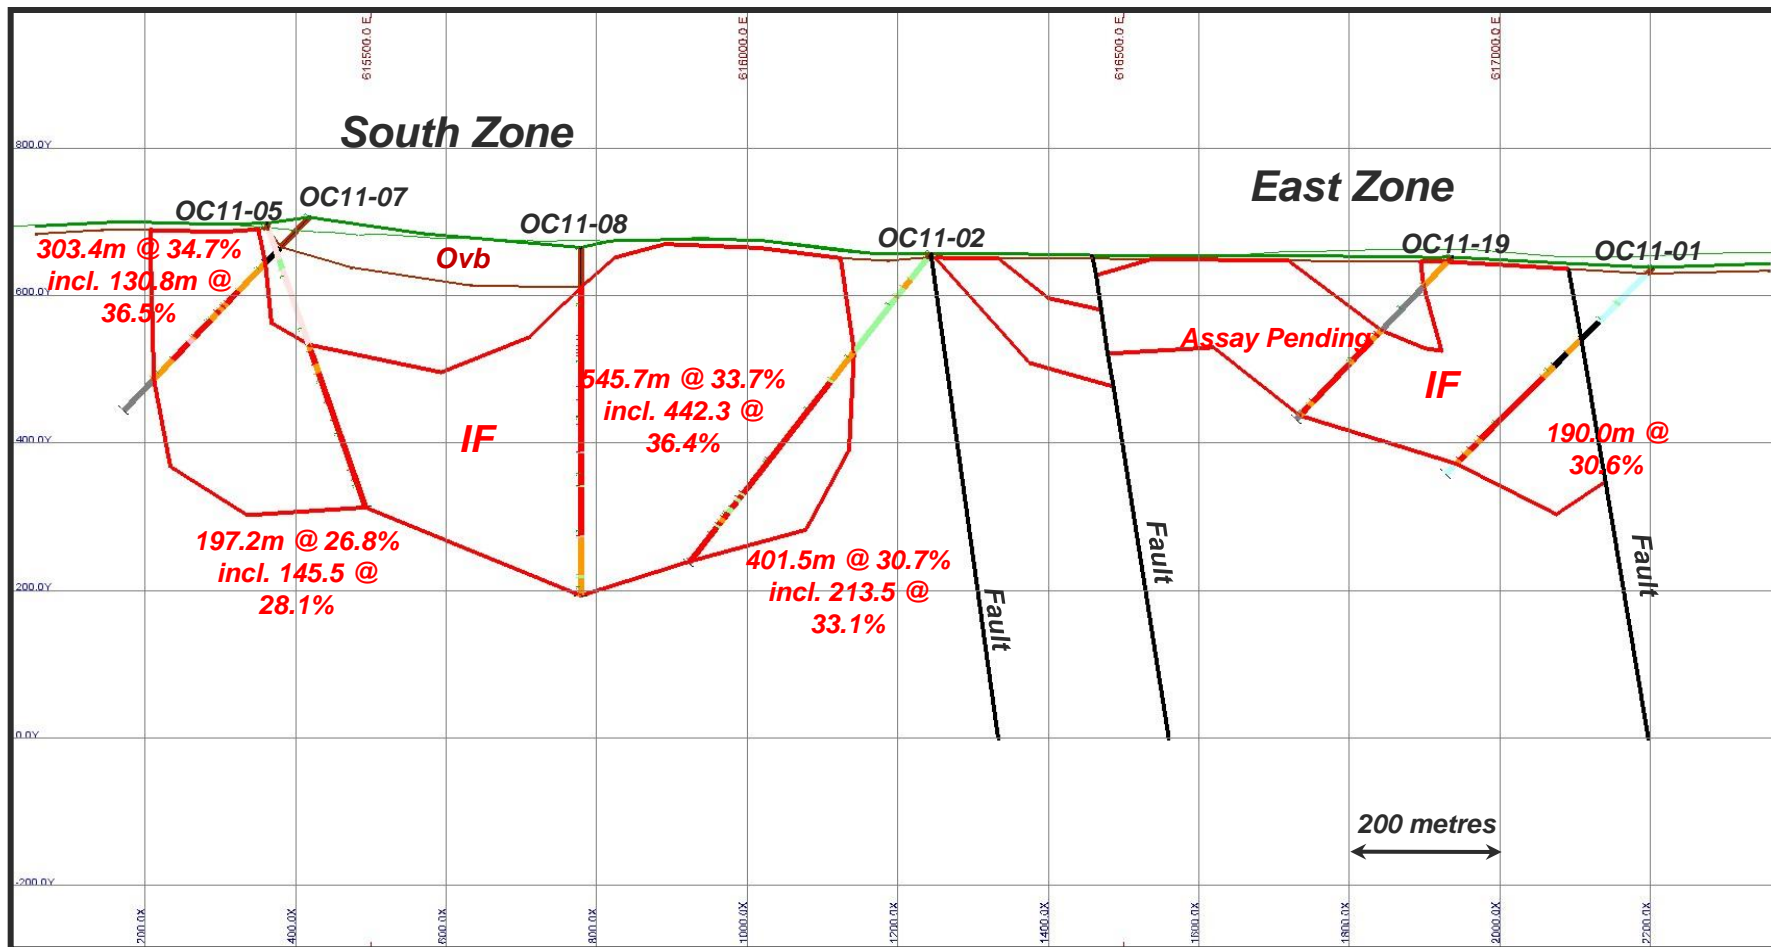 615500.0 E
616000.0 E
616500.0 E
617000.0 E
South Zone
East Zone
800.0Y
OC11-05
OC11-07
OC11-08
OC11-02
OC11-19
OC11-01
303.4m @ 34.7%
incl. 130.8m @
36.5%
Ovb
600.0Y
Assay Pending
IF
545.7m @ 33.7%
incl. 442.3 @
36.4%
IF
190.0m @
30.6%
400.0Y
197.2m @ 26.8%
incl. 145.5 @
28.1%
401.5m @ 30.7%
incl. 213.5 @
33.1%
Fault
Fault
Fault
200.0Y
0.0Y
200 metres
-200.0Y
200.0X
400.0X
600.0X
800.0X
1000.0X
1200.0X
1400.0X
1600.0X
1800.0X
2000.0X
2200.0X